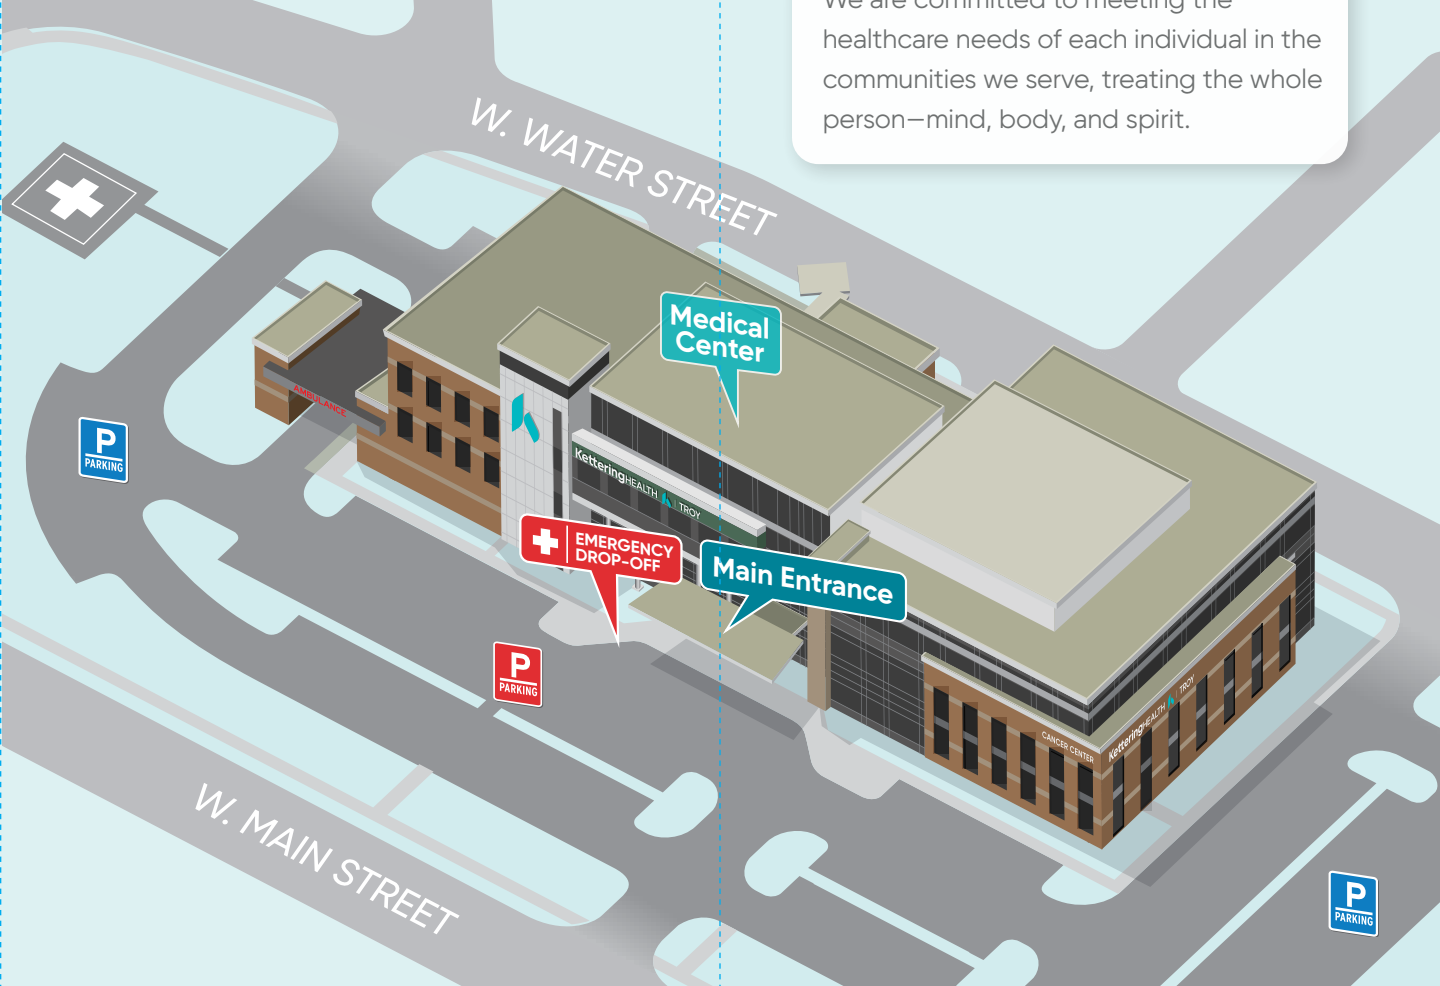 We are committed to meeting the
healthcare needs of each individual in the
communities we serve, treating the whole
person—mind, body, and spirit.
W. WATER STREET
Medical
Center
AMBULANCE
P
PARKING
KetteringHEALTH TROY
EMERGENCY
DROP-OFF
Main Entrance
P
PARKING
KetteringHEALTH TROY
CANCER CENTER
W. MAIN STREET
P
PARKING